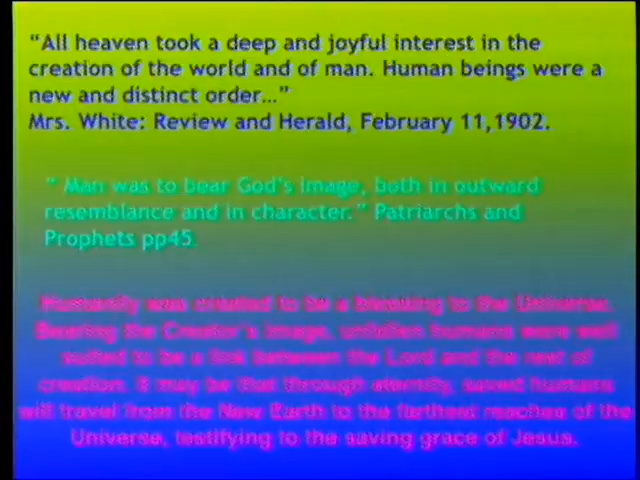 “All heaven took a deep and joyful interest in the
creation of the world and of man. Human beings were a
new and distinct order…”
Mrs. White: Review and Herald, February 11,1902.
“ Man was to bear God's image, both in outward
resemblance and in character.” Patriarchs and
Prophets pp45.
Humanity was created to be a blessing to the Universe.
Bearing the Creator's image, unfallen humans were well
suited to be a link between the Lord and the rest of
creation. It may be that through eternity, saved humans
will travel from the New Earth to the farthest reaches of the
Universe, testifying to the saving grace of Jesus.